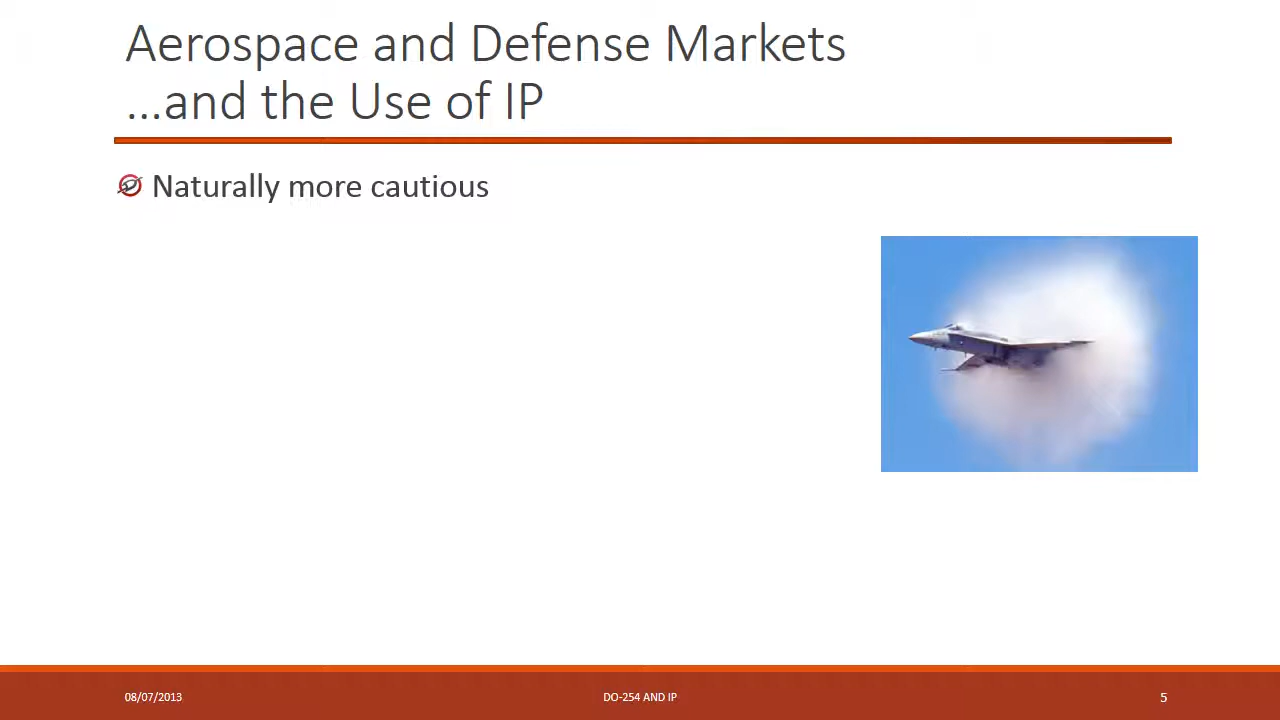 Aerospace and Defense Markets
...and the Use of IP
Naturally more cautious
08/07/2013
DO-254 AND IP
5